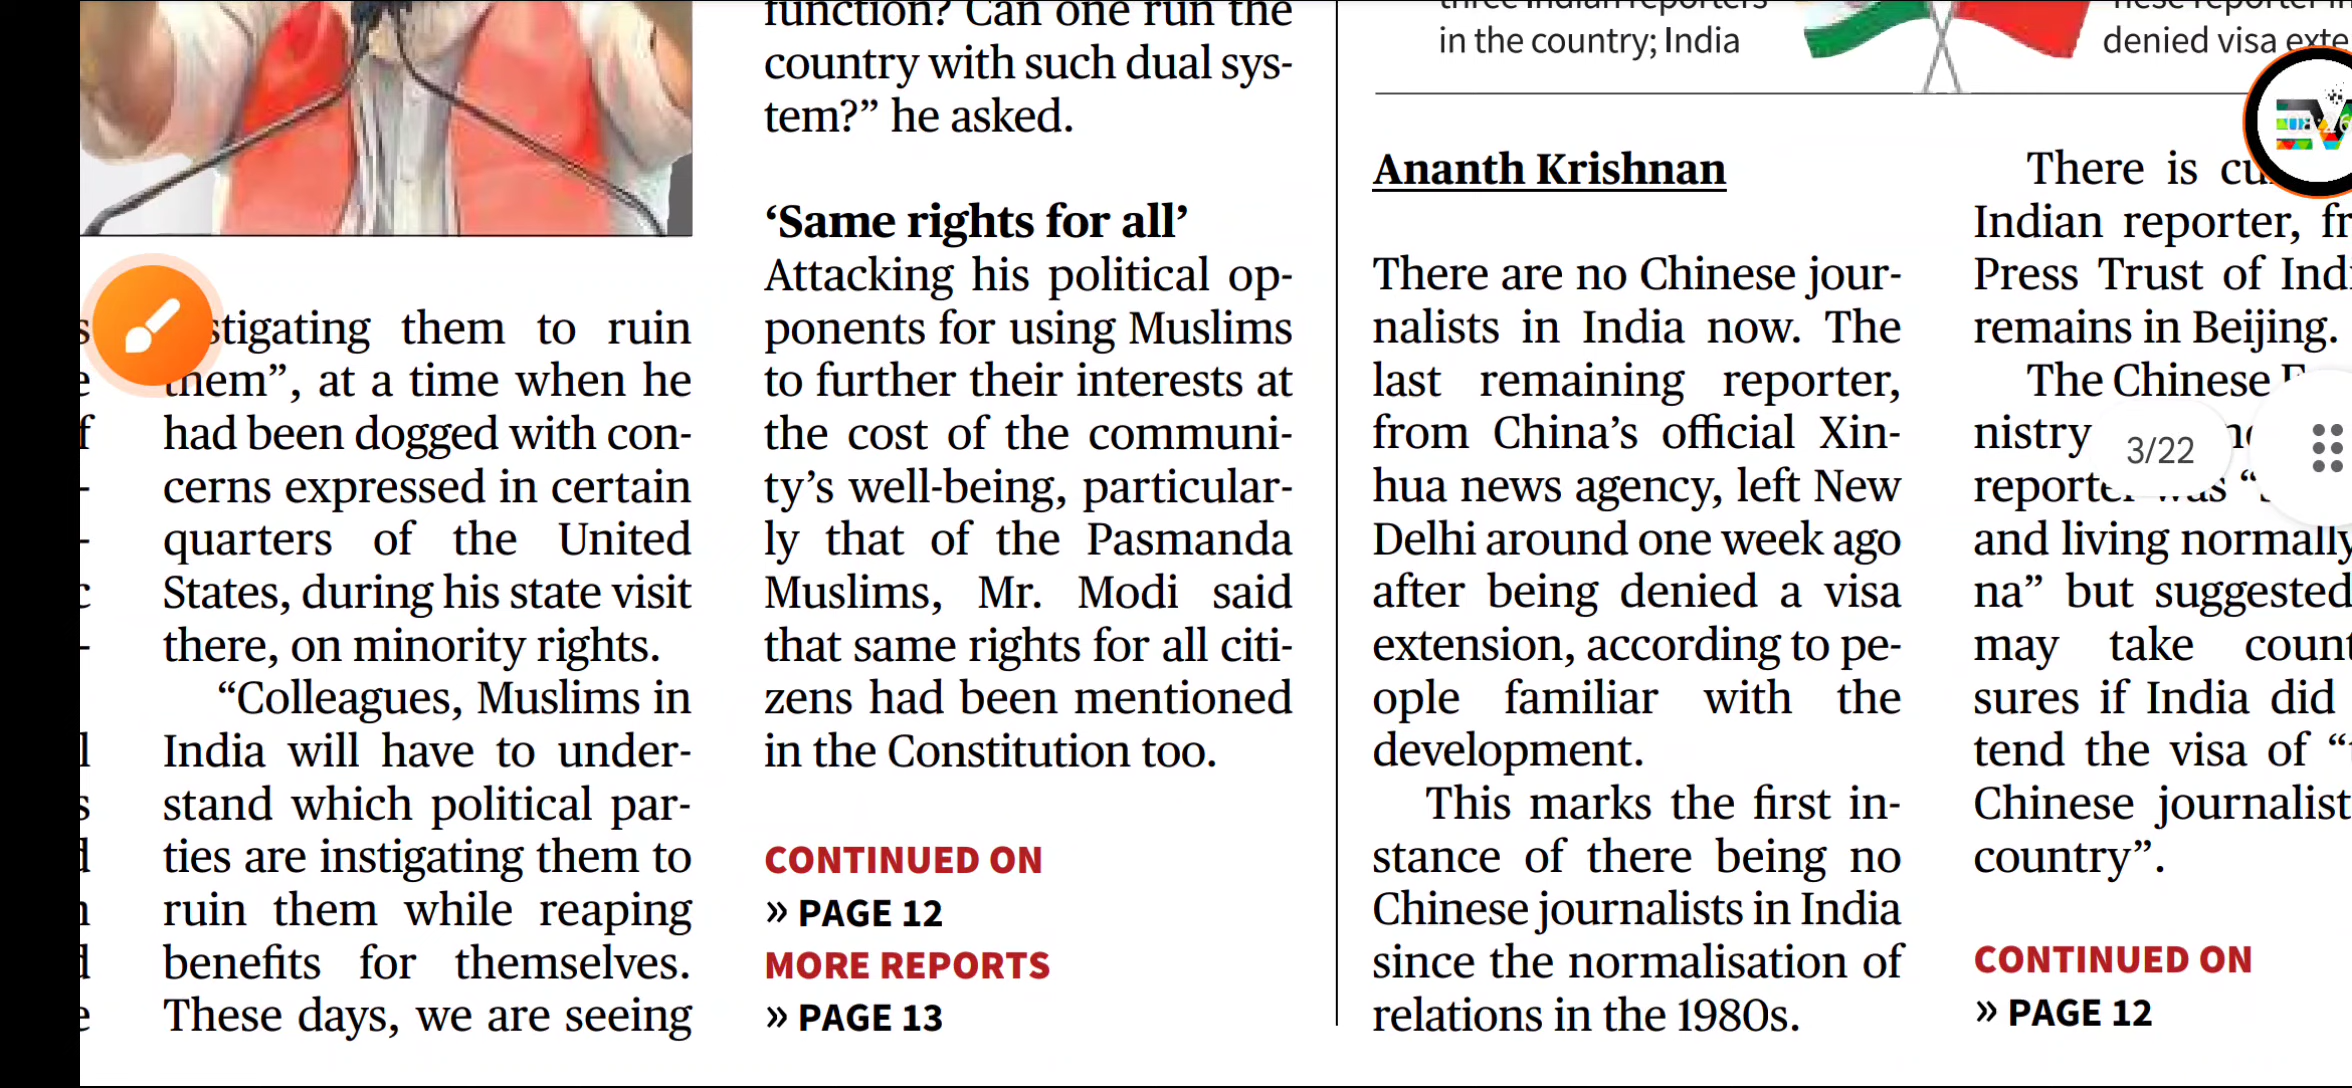 stigating them to ruin
them”, at a time when he
had been dogged with con-
cerns expressed in certain
quarters of the United
States, during his state visit
there, on minority rights.
“Colleagues, Muslims in
India will have to under-
stand which political par-
ties are instigating them to
ruin them while reaping
benefits for themselves.
These days, we are seeing
function? Can one run the
country with such dual sys-
tem?” he asked.
‘Same rights for all’
Attacking his political op-
ponents for using Muslims
to further their interests at
the cost of the communi-
ty’s well-being, particular-
ly that of the Pasmanda
Muslims, Mr. Modi said
that same rights for all citi-
zens had been mentioned
in the Constitution too.
CONTINUED ON
» PAGE 12
MORE REPORTS
» PAGE 13
three Indian reporters
in the country; India
denied visa exte
Ananth Krishnan
There are no Chinese jour-
nalists in India now. The
last remaining reporter,
from China’s official Xin-
hua news agency, left New
Delhi around one week ago
after being denied a visa
extension, according to pe-
ople familiar with the
development.
This marks the first in-
stance of there being no
Chinese journalists in India
since the normalisation of
relations in the 1980s.
There is cu
Indian reporter, fr
Press Trust of Indi
remains in Beijing.
The Chinese
nistry
reporter was “
and living normally
na” but suggested
may take count
sures if India did
tend the visa of “
Chinese journalist
country”.
CONTINUED ON
» PAGE 12
3/22